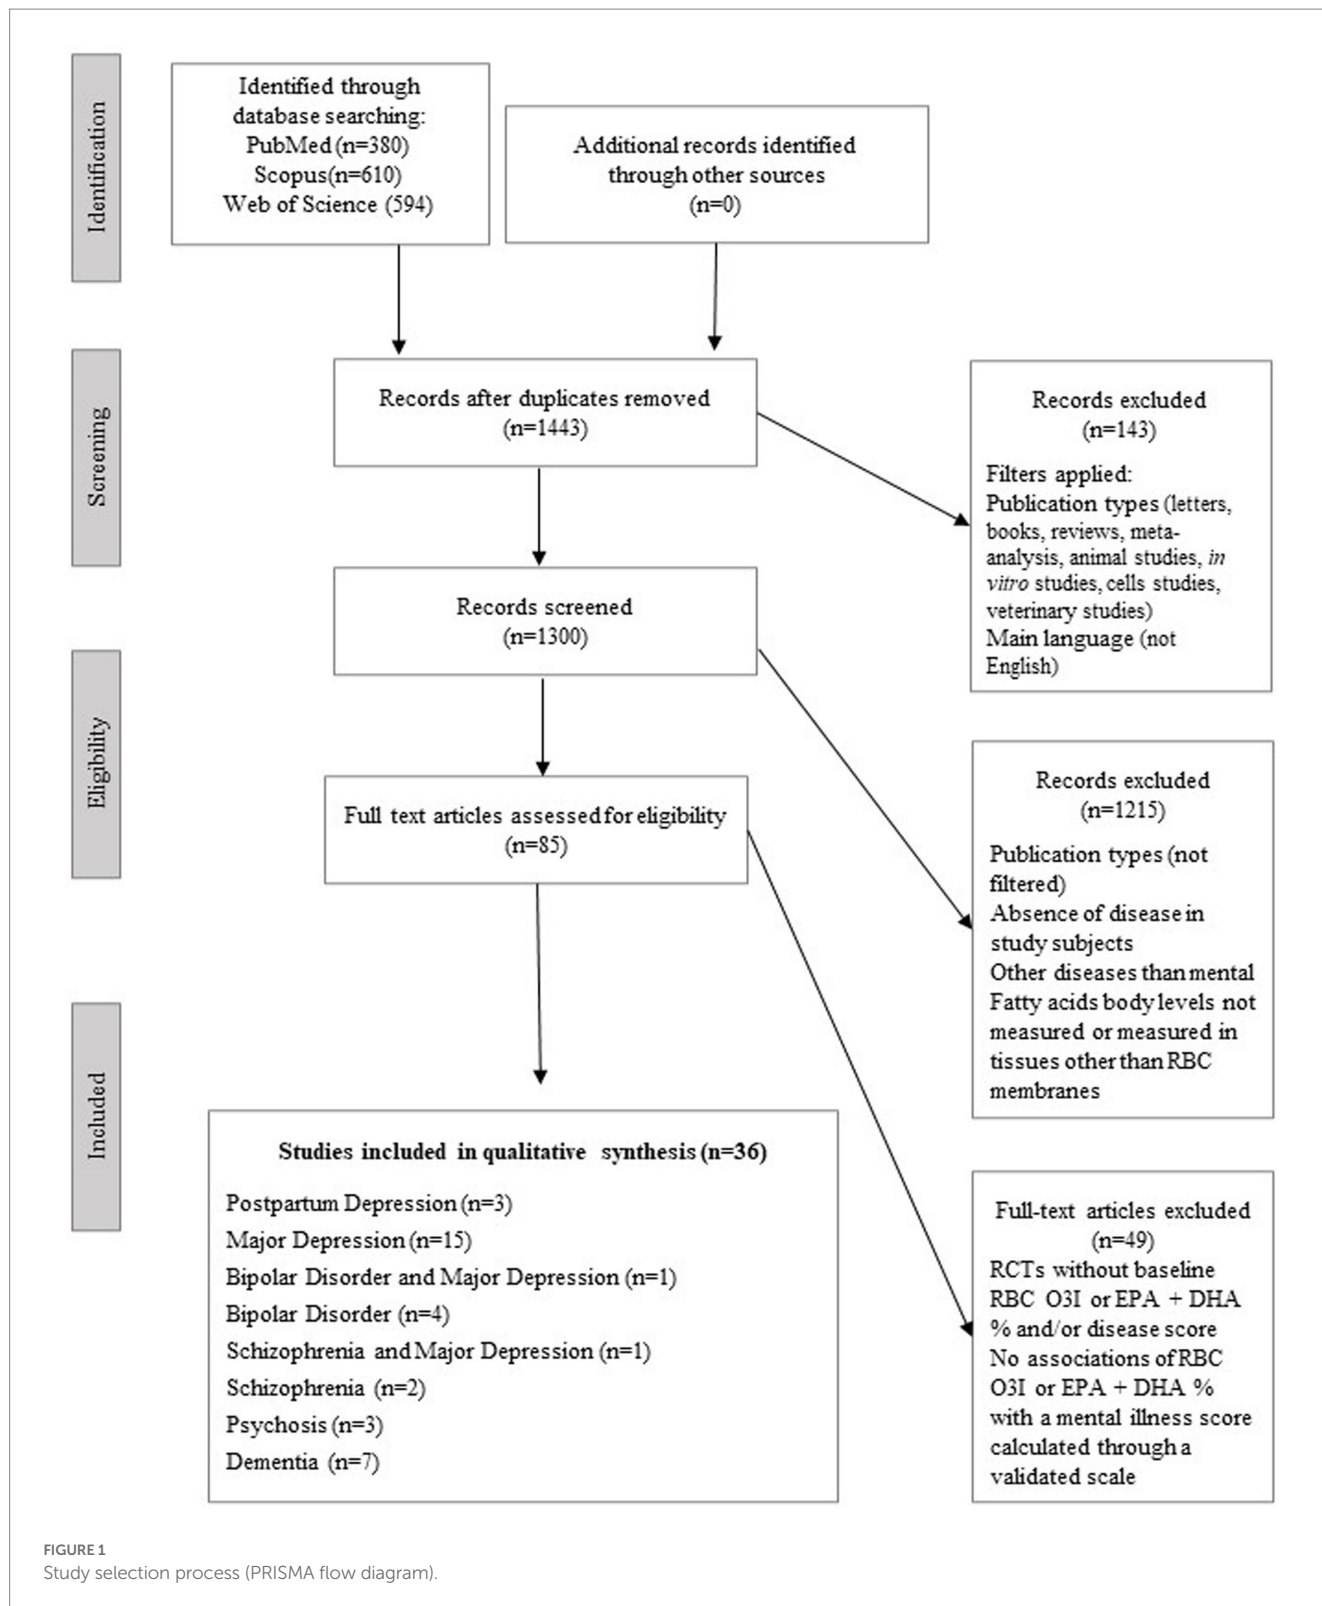 Identification
Identified through
database searching:
PubMed (n=380)
Scopus(n=610)
Web of Science (594)
Additional records identified
through other sources
(n=0)
Screening
Records after duplicates removed
(n=1443)
Records excluded
(n=143)
Filters applied:
Publication types (letters,
books, reviews, meta-
analysis, animal studies, in
vitro studies, cells studies,
veterinary studies)
Main language (not
English)
Records screened
(n=1300)
Eligibility
Full text articles assessed for eligibility
(n=85)
Records excluded
(n=1215)
Publication types (not
filtered)
Absence of disease in
study subjects
Other diseases than mental
Fatty acids body levels not
measured or measured in
tissues other than RBC
membranes
Included
Studies included in qualitative synthesis (n=36)
Postpartum Depression (n=3)
Major Depression (n=15)
Bipolar Disorder and Major Depression (n=1)
Bipolar Disorder (n=4)
Schizophrenia and Major Depression (n=1)
Schizophrenia (n=2)
Psychosis (n=3)
Dementia (n=7)
Full-text articles excluded
(n=49)
RCTs without baseline
RBC O3I or EPA + DHA
% and/or disease score
No associations of RBC
O3I or EPA + DHA %
with a mental illness score
calculated through a
validated scale
FIGURE 1
Study selection process (PRISMA flow diagram).